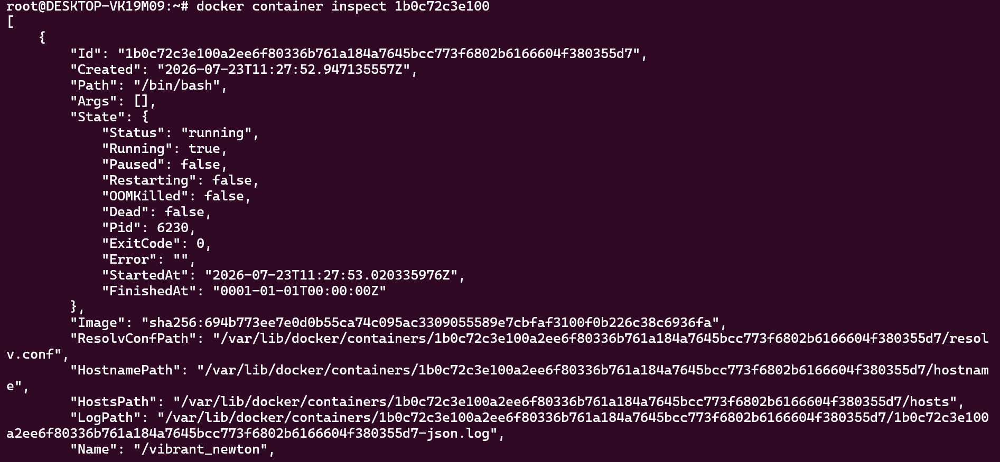 root@DESKTOP-VK19M09:~# docker container inspect 1b0c72c3e100
[
    {
        "Id": "1b0c72c3e100a2ee6f80336b761a184a7645bcc773f6802b6166604f380355d7",
        "Created": "2026-07-23T11:27:52.947135557Z",
        "Path": "/bin/bash",
        "Args": [],
        "State": {
            "Status": "running",
            "Running": true,
            "Paused": false,
            "Restarting": false,
            "OOMKilled": false,
            "Dead": false,
            "Pid": 6230,
            "ExitCode": 0,
            "Error": "",
            "StartedAt": "2026-07-23T11:27:53.020335976Z",
            "FinishedAt": "0001-01-01T00:00:00Z"
        },
        "Image": "sha256:694b773ee7e0d0b55ca74c095ac3309055589e7cbfaf3100f0b226c38c6936fa",
        "ResolvConfPath": "/var/lib/docker/containers/1b0c72c3e100a2ee6f80336b761a184a7645bcc773f6802b6166604f380355d7/resol
v.conf",
        "HostnamePath": "/var/lib/docker/containers/1b0c72c3e100a2ee6f80336b761a184a7645bcc773f6802b6166604f380355d7/hostnam
e",
        "HostsPath": "/var/lib/docker/containers/1b0c72c3e100a2ee6f80336b761a184a7645bcc773f6802b6166604f380355d7/hosts",
        "LogPath": "/var/lib/docker/containers/1b0c72c3e100a2ee6f80336b761a184a7645bcc773f6802b6166604f380355d7/1b0c72c3e100
a2ee6f80336b761a184a7645bcc773f6802b6166604f380355d7-json.log",
        "Name": "/vibrant_newton",